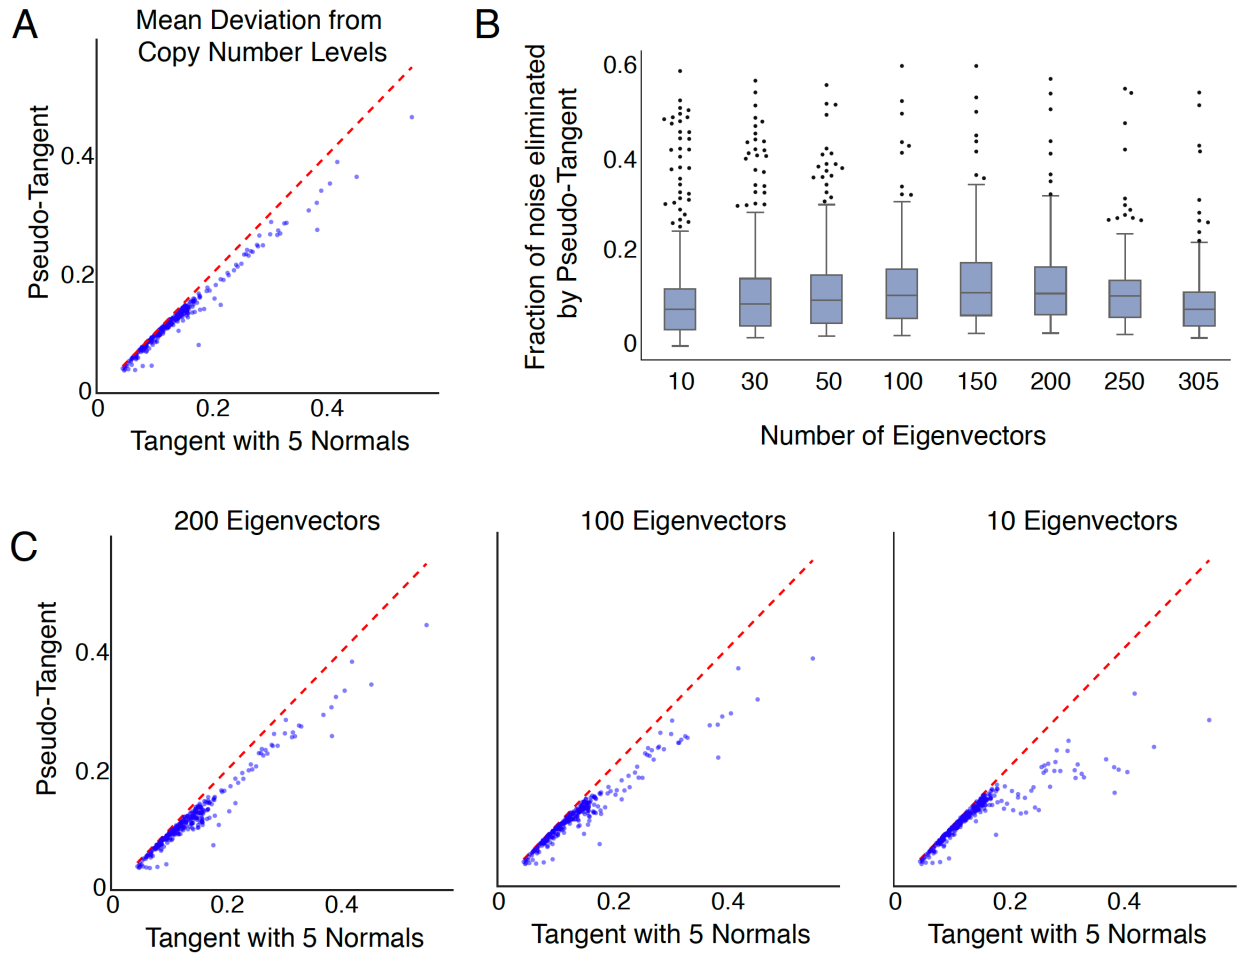 A
Mean Deviation from
Copy Number Levels
Pseudo-Tangent
0.4
0.2
0
0 0.2 0.4
Tangent with 5 Normals
B
Fraction of noise eliminated
by Pseudo-Tangent
0.6
0.4
0.2
0
10 30 50 100 150 200 250 305
Number of Eigenvectors
C
200 Eigenvectors
Pseudo-Tangent
0.4
0.2
0
0 0.2 0.4
Tangent with 5 Normals
100 Eigenvectors
0 0.2 0.4
Tangent with 5 Normals
10 Eigenvectors
0 0.2 0.4
Tangent with 5 Normals